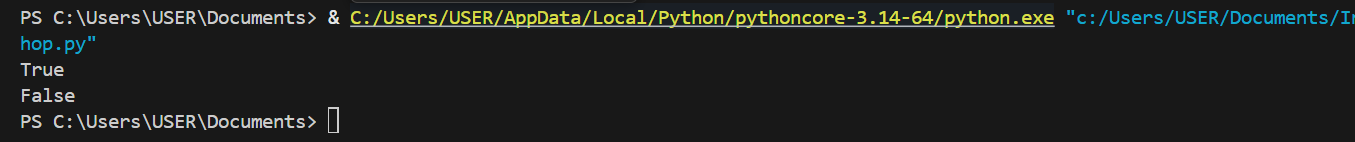 PS C:\Users\USER\Documents> & C:/Users/USER/AppData/Local/Python/pythoncore-3.14-64/python.exe "c:/Users/USER/Documents/I
hop.py"
True
False
PS C:\Users\USER\Documents>